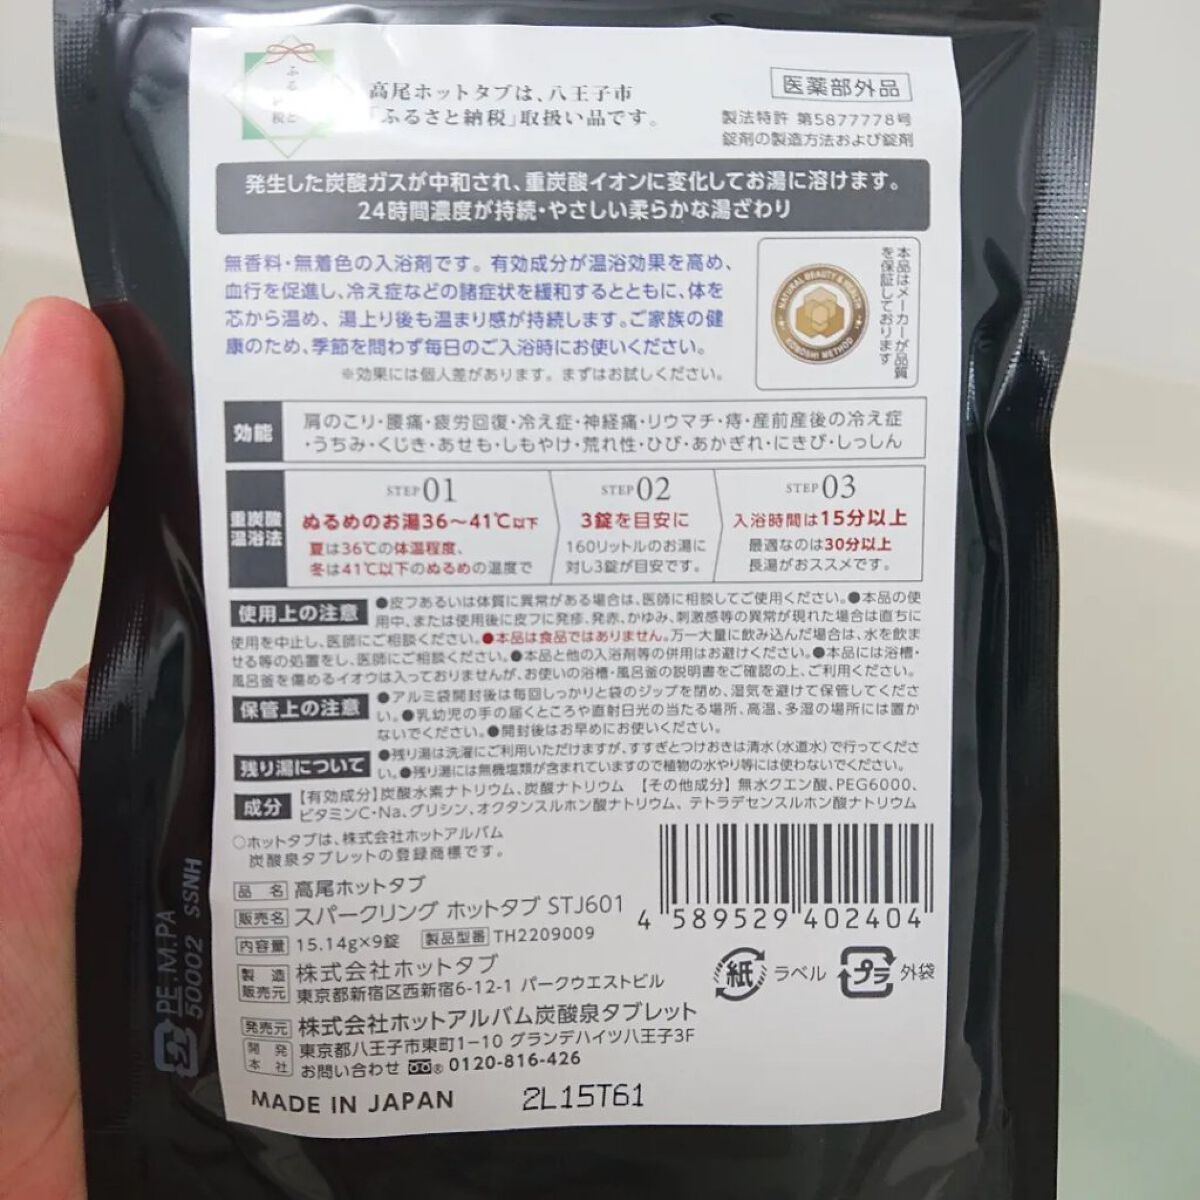 ふるさと
納税
高尾ホットタブは、八王子市
「ふるさと納税」取扱い品です。
医薬部外品
製法特許 第5877778号
錠剤の製造方法および錠剤
発生した炭酸ガスが中和され、重炭酸イオンに変化してお湯に溶けます。
24時間濃度が持続・やさしい柔らかな湯ざわり
無香料・無着色の入浴剤です。有効成分が温浴効果を高め、
血行を促進し、冷え症などの諸症状を緩和するとともに、体を
芯から温め、湯上り後も温まり感が持続します。ご家族の健
康のため、季節を問わず毎日のご入浴時にお使いください。
※効果には個人差があります。まずはお試しください。
NATURAL BEAUTY & HEALTH
METHOD
本品はメーカーが品質
を保証しております
効能
肩のこり・腰痛・疲労回復・冷え症・神経痛・リウマチ・痔・産前産後の冷え症
・うちみ・くじき・あせも・しもやけ・荒れ性・ひび・あかぎれ・にきび・しっしん
重炭酸
温浴法
STEP01
ぬるめのお湯36〜41℃以下
夏は36℃の体温程度、
冬は41℃以下のぬるめの温度で
STEP02
3錠を目安に
160リットルのお湯に
対し3錠が目安です。
STEP03
入浴時間は15分以上
最適なのは30分以上
長湯がおススメです。
使用上の注意
●皮フあるいは体質に異常がある場合は、医師に相談してご使用ください。●本品の使
用中、または使用後に皮フに発疹、発赤、かゆみ、刺激感等の異常が現れた場合は直ちに
使用を中止し、医師にご相談ください。●本品は食品ではありません。万一大量に飲み込んだ場合は、水を飲ま
せる等の処置をし、医師にご相談ください。●本品と他の入浴剤等の併用はお避けください。●本品には浴槽・
風呂釜を傷めるイオウは入っておりませんが、お使いの浴槽・風呂釜の説明書をご確認の上、ご利用ください。
保管上の注意
●アルミ袋開封後は毎回しっかりと袋のジップを閉め、湿気を避けて保管してくださ
い。●乳幼児の手の届くところや直射日光の当たる場所、高温、多湿の場所には置か
ないでください。●開封後はお早めにお使いください。
残り湯について
●残り湯は洗濯にご利用いただけますが、すすぎとつけおきは清水(水道水)で行ってくださ
い。●残り湯には無機塩類が含まれていますので植物の水やり等には使わないでください。
成分
【有効成分】炭酸水素ナトリウム、炭酸ナトリウム 【その他成分】無水クエン酸、PEG6000、
ビタミンC・Na、グリシン、オクタンスルホン酸ナトリウム、テトラデセンスルホン酸ナトリウム
○ホットタブは、株式会社ホットアルバム
炭酸泉タブレットの登録商標です。
品 名 高尾ホットタブ
販売名 スパークリング ホットタブ STJ601
内容量 15.14g×9錠 製品型番 TH2209009
4 589529 402404
製 造
販売元
株式会社ホットタブ
東京都新宿区西新宿6-12-1 パークウエストビル
紙 ラベル プラ 外袋
発売元 株式会社ホットアルバム炭酸泉タブレット
開 発
本 社
東京都八王子市東町1-10 グランデハイツ八王子3F
お問い合わせ 0120-816-426
MADE IN JAPAN 2L15T61
プラ PE M,PA
50002 SSNH